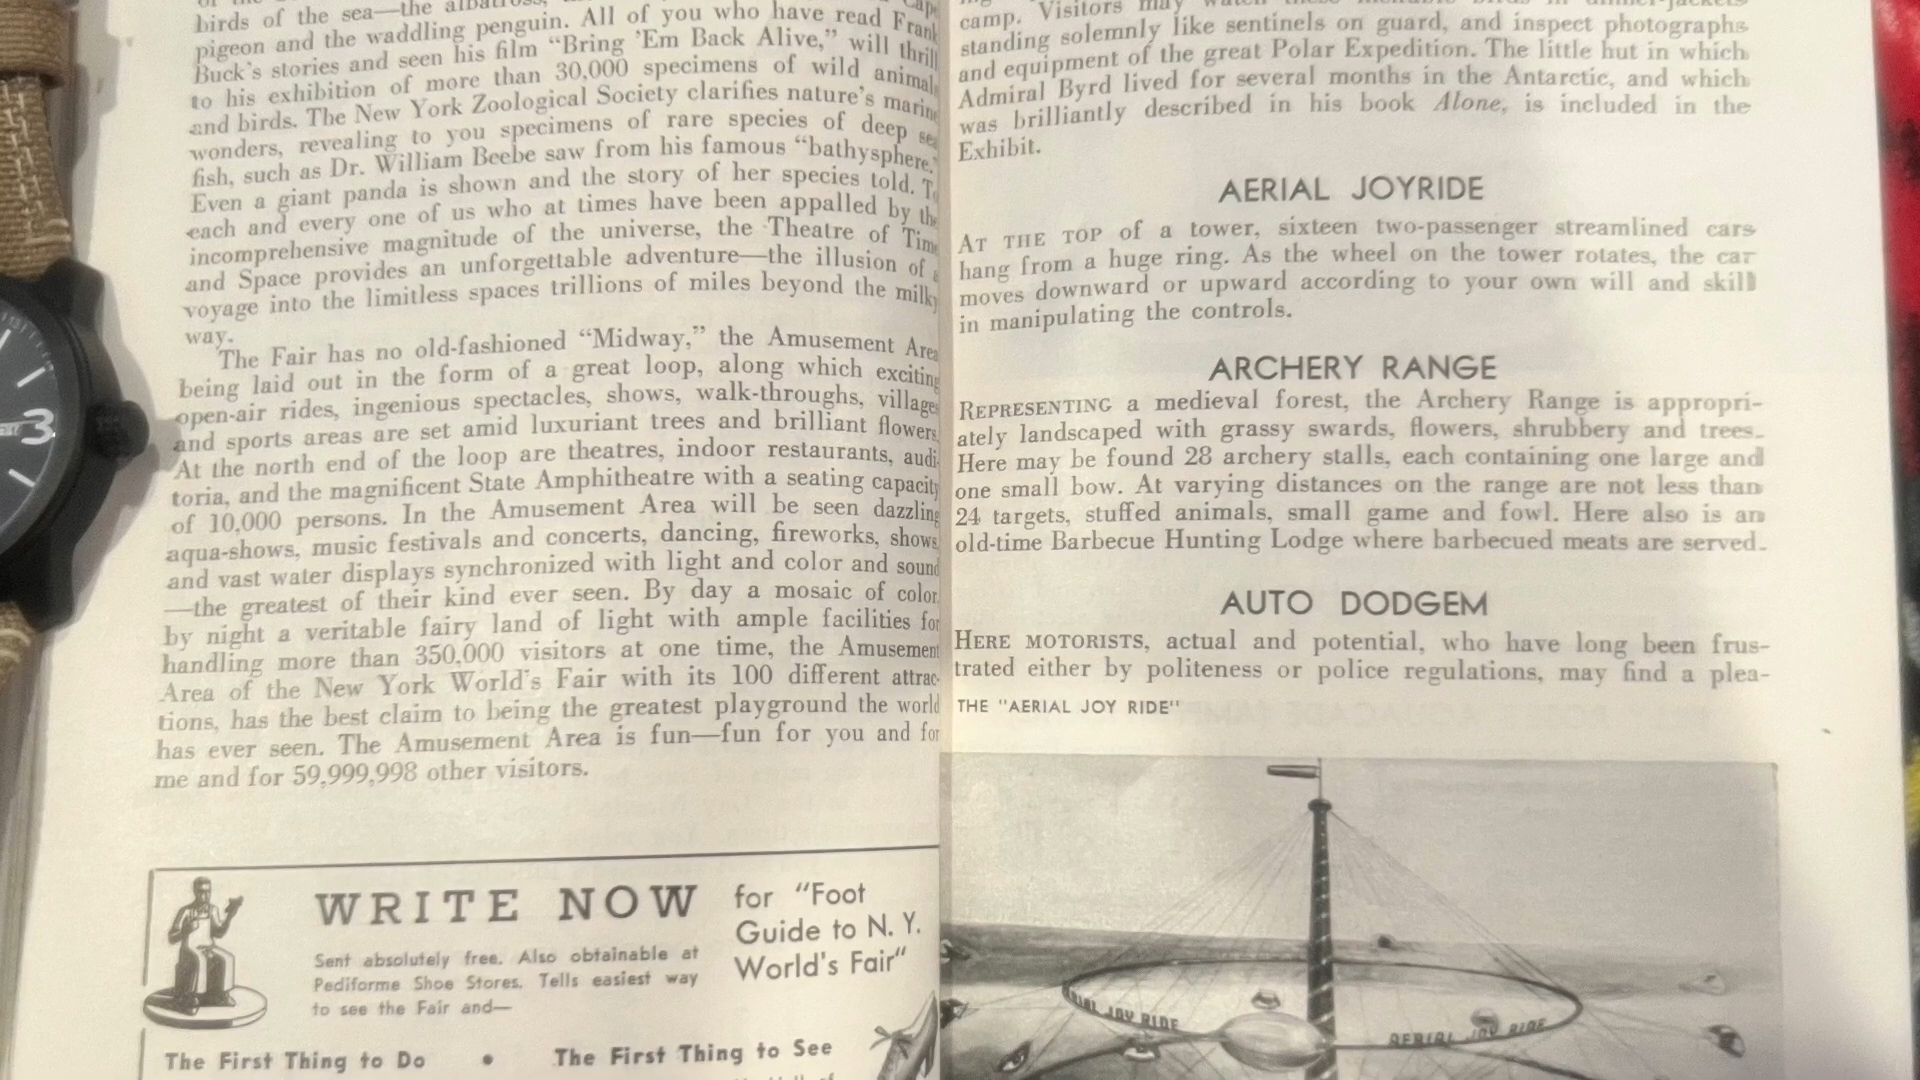 birds of the sea—the albatross,
pigeon and the waddling penguin. All of you who have read Frank
Buck's stories and seen his film "Bring 'Em Back Alive," will thrill
to his exhibition of more than 30,000 specimens of wild animals
and birds. The New York Zoological Society clarifies nature's marine
wonders, revealing to you specimens of rare species of deep sea
fish, such as Dr. William Beebe saw from his famous "bathysphere."
Even a giant panda is shown and the story of her species told. To
each and every one of us who at times have been appalled by the
incomprehensive magnitude of the universe, the Theatre of Time
and Space provides an unforgettable adventure—the illusion of a
voyage into the limitless spaces trillions of miles beyond the milky
way.
The Fair has no old-fashioned "Midway," the Amusement Area
being laid out in the form of a great loop, along which exciting
open-air rides, ingenious spectacles, shows, walk-throughs, villages
and sports areas are set amid luxuriant trees and brilliant flowers.
At the north end of the loop are theatres, indoor restaurants, audi-
toria, and the magnificent State Amphitheatre with a seating capacity
of 10,000 persons. In the Amusement Area will be seen dazzling
aqua-shows, music festivals and concerts, dancing, fireworks, shows,
and vast water displays synchronized with light and color and sound
—the greatest of their kind ever seen. By day a mosaic of color,
by night a veritable fairy land of light with ample facilities for
handling more than 350,000 visitors at one time, the Amusement
Area of the New York World's Fair with its 100 different attrac-
tions, has the best claim to being the greatest playground the world
has ever seen. The Amusement Area is fun—fun for you and for
me and for 59,999,998 other visitors.
WRITE NOW
for "Foot
Guide to N. Y.
World's Fair"
Sent absolutely free. Also obtainable at
Pediforme Shoe Stores. Tells easiest way
to see the Fair and—
The First Thing to Do • The First Thing to See
camp. Visitors may watch these
standing solemnly like sentinels on guard, and inspect photographs
and equipment of the great Polar Expedition. The little hut in which
Admiral Byrd lived for several months in the Antarctic, and which
was brilliantly described in his book Alone, is included in the
Exhibit.
AERIAL JOYRIDE
AT THE TOP of a tower, sixteen two-passenger streamlined cars
hang from a huge ring. As the wheel on the tower rotates, the car
moves downward or upward according to your own will and skill
in manipulating the controls.
ARCHERY RANGE
REPRESENTING a medieval forest, the Archery Range is appropri-
ately landscaped with grassy swards, flowers, shrubbery and trees.
Here may be found 28 archery stalls, each containing one large and
one small bow. At varying distances on the range are not less than
24 targets, stuffed animals, small game and fowl. Here also is an
old-time Barbecue Hunting Lodge where barbecued meats are served.
AUTO DODGEM
HERE MOTORISTS, actual and potential, who have long been frus-
trated either by politeness or police regulations, may find a plea-
THE "AERIAL JOY RIDE"
JOY RIDE
AERIAL JOY RIDE
3